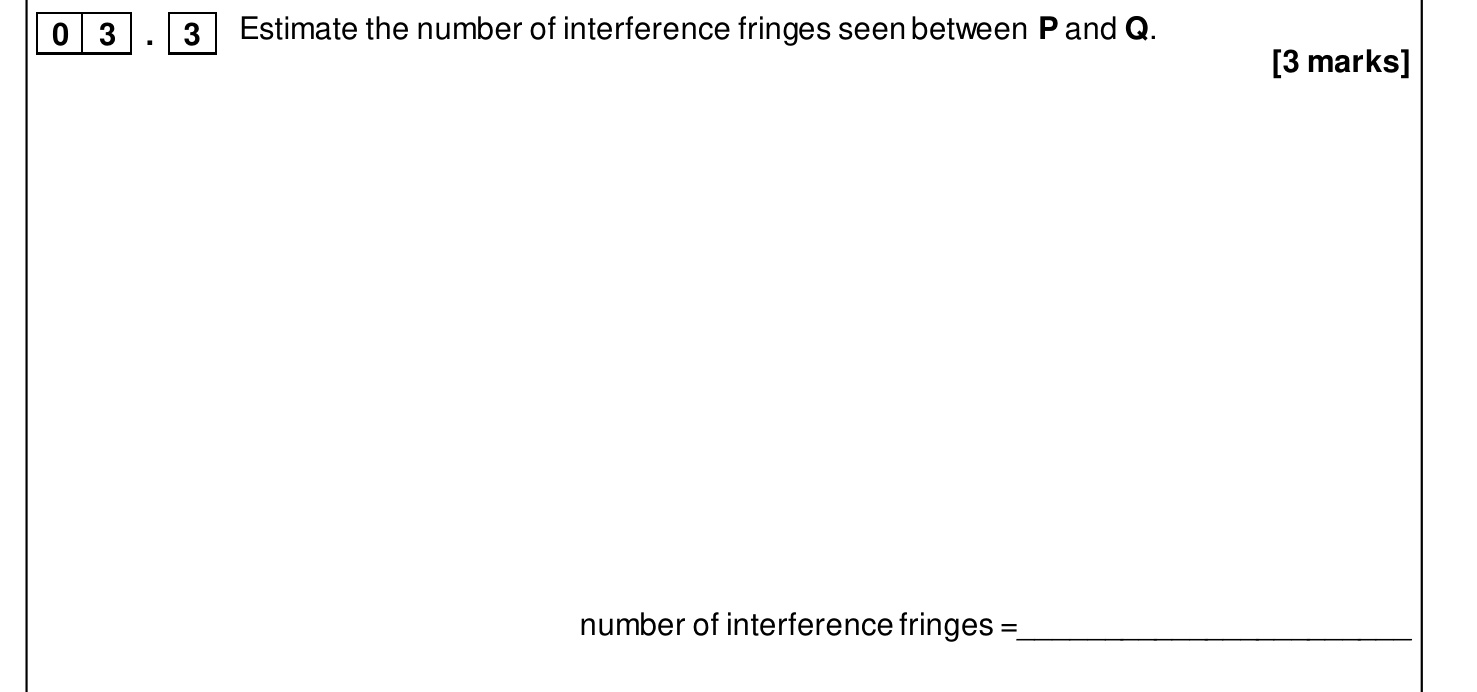 0 3 . 3 Estimate the number of interference fringes seen between P and Q.
[3 marks]
number of interference fringes =